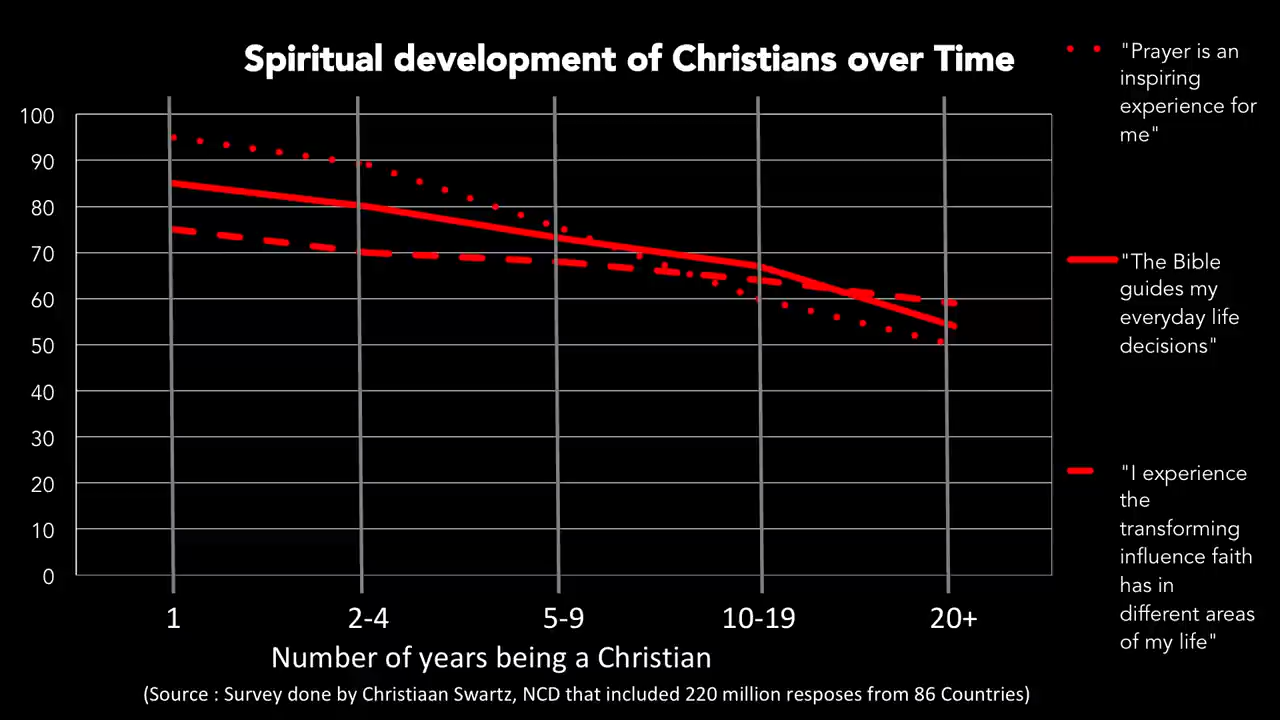 Spiritual development of Christians over Time
"Prayer is an
inspiring
experience for
me"
"The Bible
guides my
everyday life
decisions"
"I experience
the
transforming
influence faith
has in
different areas
of my life"
100
90
80
70
60
50
40
30
20
10
0
1 2-4 5-9 10-19 20+
Number of years being a Christian
(Source : Survey done by Christiaan Swartz, NCD that included 220 million resposes from 86 Countries)